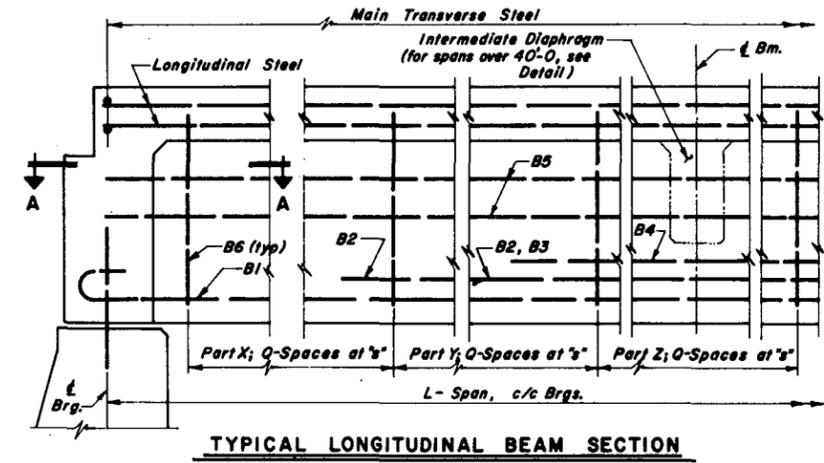 Main Transverse Steel
Intermediate Diaphragm
(for spans over 40'-0, see
Detail)
℄ Bm.
Longitudinal Steel
A
A
B5
B6 (typ)
B2
B2, B3
B4
B1
Part X; Q-Spaces at "s"
Part Y; Q-Spaces at "s"
Part Z; Q-Spaces at "s"
℄
Brg.
L- Span, c/c Brgs.
TYPICAL LONGITUDINAL BEAM SECTION